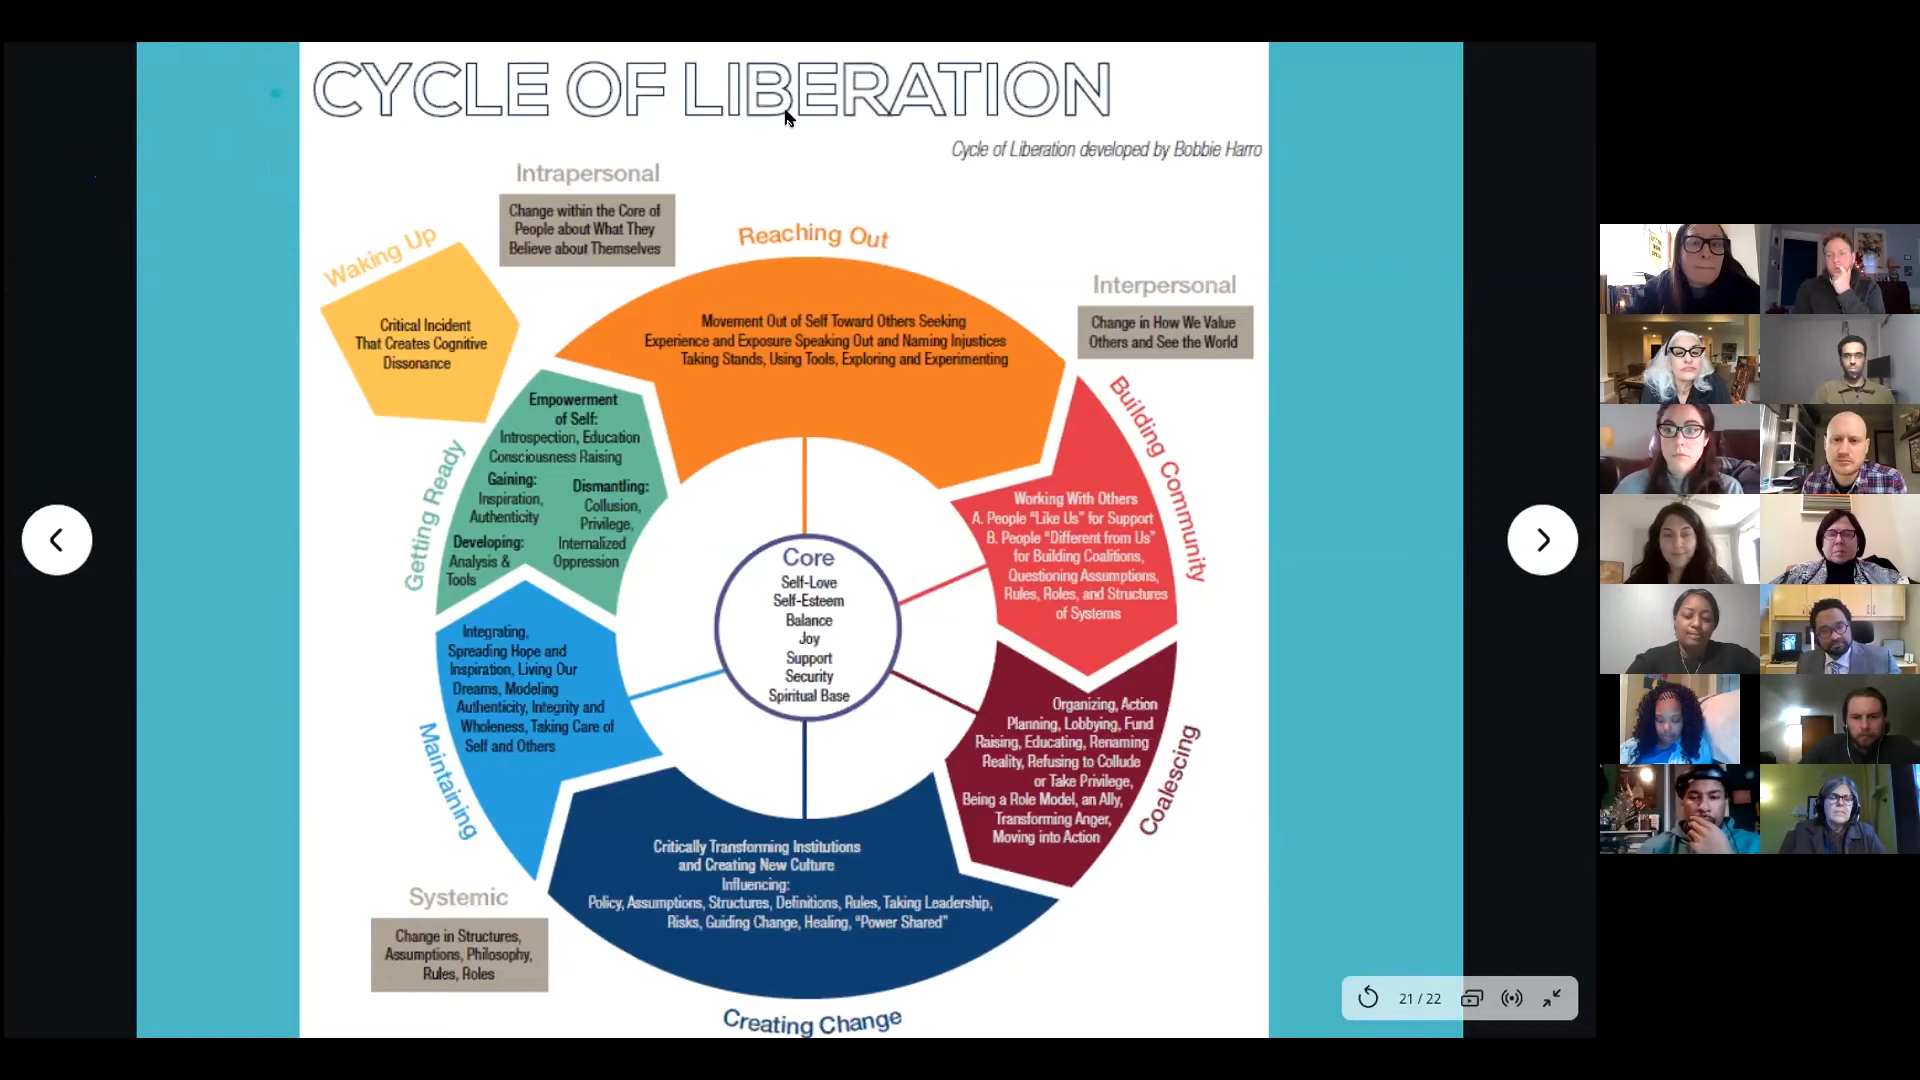 CYCLE OF LIBERATION
Cycle of Liberation developed by Bobbie Harro
Intrapersonal
Change within the Core of
People about What They
Believe about Themselves
Waking Up
Critical Incident
That Creates Cognitive
Dissonance
Reaching Out
Movement Out of Self Toward Others Seeking
Experience and Exposure Speaking Out and Naming Injustices
Taking Stands, Using Tools, Exploring and Experimenting
Interpersonal
Change in How We Value
Others and See the World
Getting Ready
Empowerment
of Self:
Introspection, Education
Consciousness Raising
Gaining:
Inspiration,
Authenticity
Developing:
Analysis &
Tools
Dismantling:
Collusion,
Privilege,
Internalized
Oppression
Building Community
Working With Others
A. People “Like Us” for Support
B. People “Different from Us”
for Building Coalitions,
Questioning Assumptions,
Rules, Roles, and Structures
of Systems
Core
Self-Love
Self-Esteem
Balance
Joy
Support
Security
Spiritual Base
Maintaining
Integrating,
Spreading Hope and
Inspiration, Living Our
Dreams, Modeling
Authenticity, Integrity and
Wholeness, Taking Care of
Self and Others
Coalescing
Organizing, Action
Planning, Lobbying, Fund
Raising, Educating, Renaming
Reality, Refusing to Collude
or Take Privilege,
Being a Role Model, an Ally,
Transforming Anger,
Moving into Action
Critically Transforming Institutions
and Creating New Culture
Influencing:
Policy, Assumptions, Structures, Definitions, Rules, Taking Leadership,
Risks, Guiding Change, Healing, “Power Shared”
Creating Change
Systemic
Change in Structures,
Assumptions, Philosophy,
Rules, Roles
21 / 22